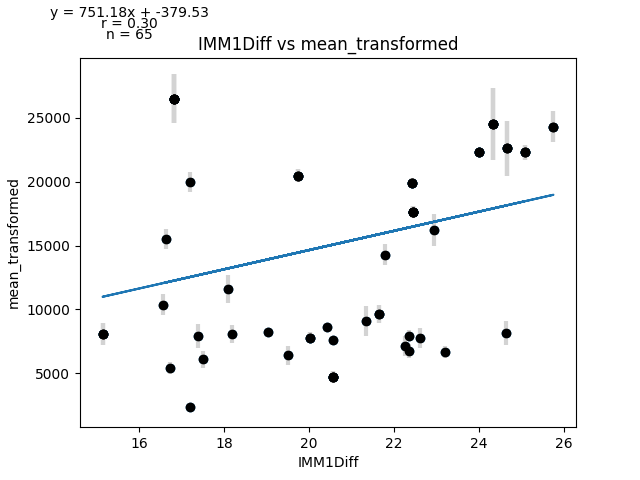 y = 751.18x + -379.53
r = 0.30
n = 65
IMM1Diff vs mean_transformed
mean_transformed
25000
20000
15000
10000
5000
16 18 20 22 24 26
IMM1Diff